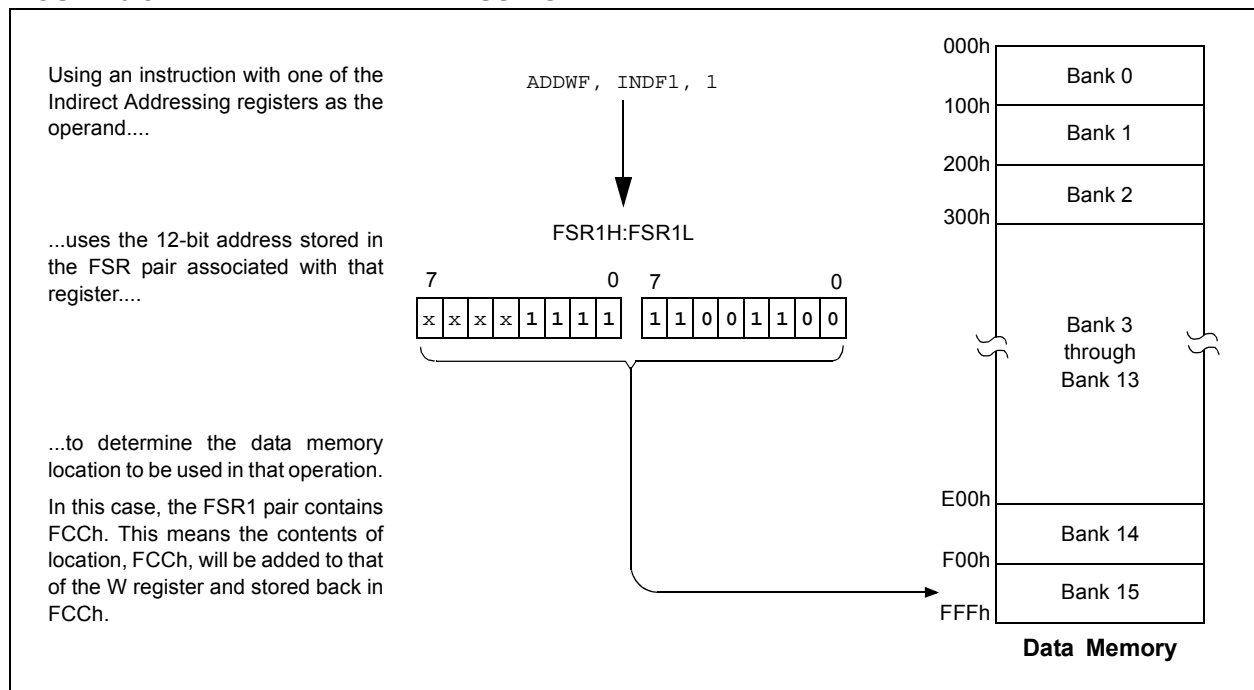 Using an instruction with one of the
Indirect Addressing registers as the
operand....
ADDWF, INDF1, 1
...uses the 12-bit address stored in
the FSR pair associated with that
register....
FSR1H:FSR1L
7 0 7 0
x x x x 1 1 1 1 1 1 0 0 1 1 0 0
...to determine the data memory
location to be used in that operation.
In this case, the FSR1 pair contains
FCCh. This means the contents of
location, FCCh, will be added to that
of the W register and stored back in
FCCh.
000h
Bank 0
100h
Bank 1
200h
Bank 2
300h
Bank 3
through
Bank 13
E00h
Bank 14
F00h
Bank 15
FFFh
Data Memory